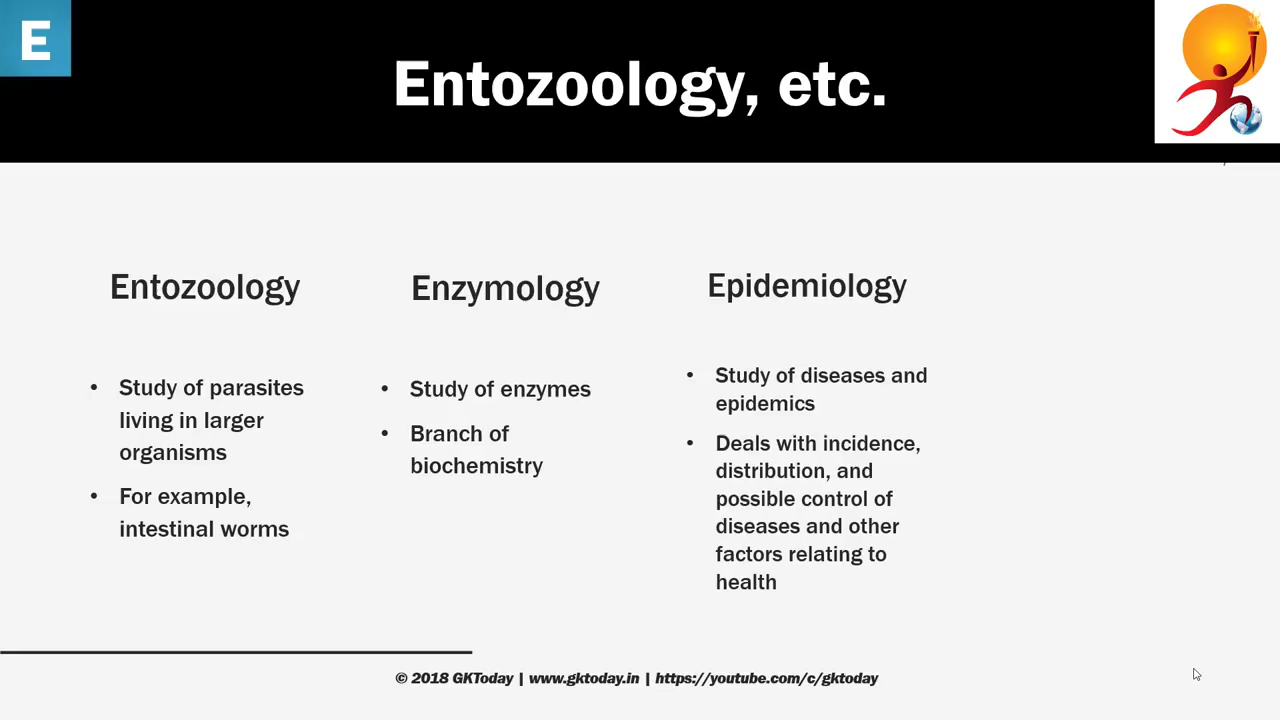 E
Entozoology, etc.
Entozoology
• Study of parasites
living in larger
organisms
• For example,
intestinal worms
Enzymology
• Study of enzymes
• Branch of
biochemistry
Epidemiology
• Study of diseases and
epidemics
• Deals with incidence,
distribution, and
possible control of
diseases and other
factors relating to
health
© 2018 GKToday | www.gktoday.in | https://youtube.com/c/gktoday